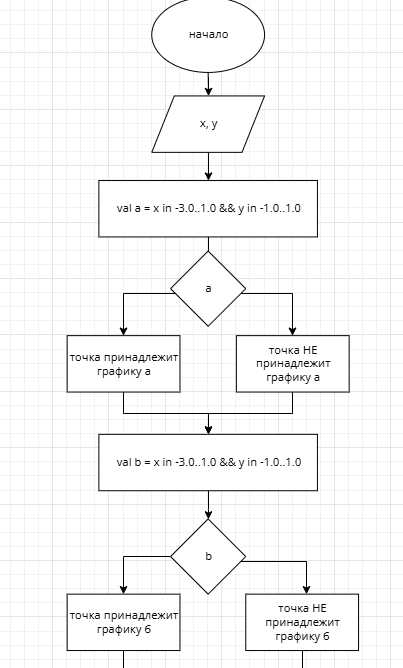 начало
x, y
val a = x in -3.0..1.0 && y in -1.0..1.0
a
точка принадлежит
графику а
точка НЕ
принадлежит
графику а
val b = x in -3.0..1.0 && y in -1.0..1.0
b
точка принадлежит
графику б
точка НЕ
принадлежит
графику б